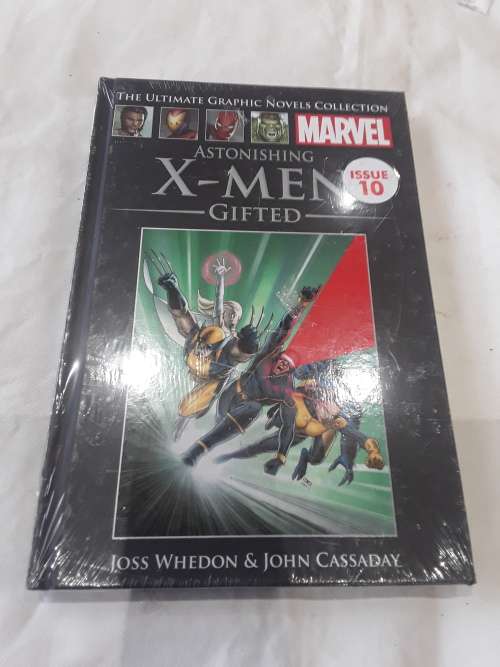 The Ultimate Graphic Novels Collection
MARVEL
Astonishing
X-Men
ISSUE
10
Gifted
Joss Whedon & John Cassaday